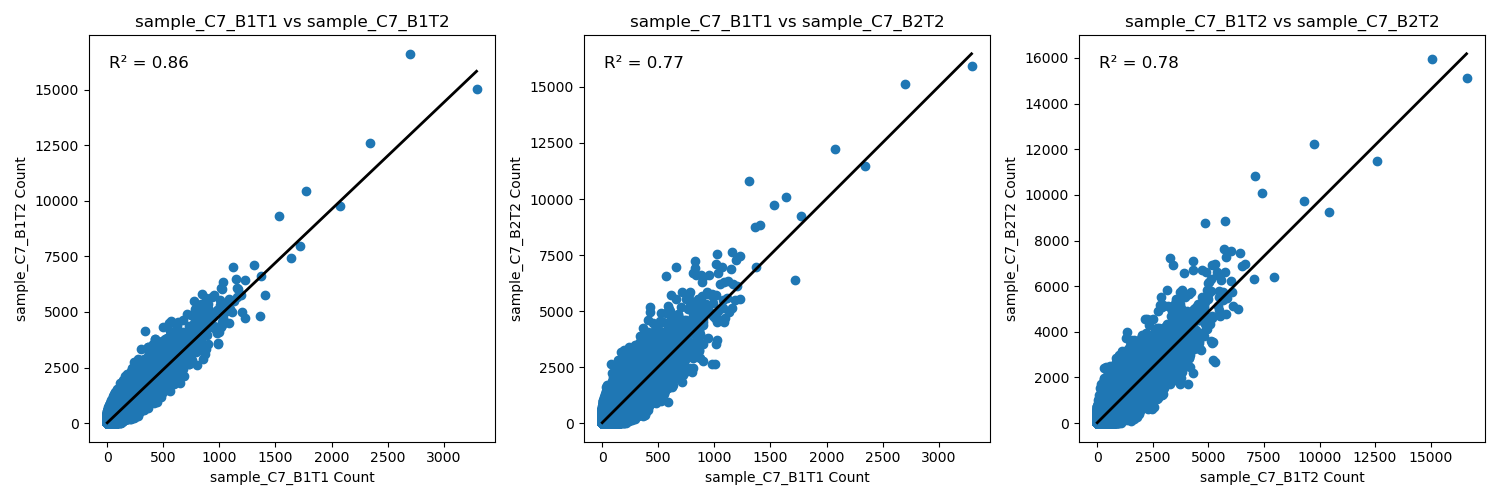 sample_C7_B1T1 vs sample_C7_B1T2
R² = 0.86
15000
12500
10000
7500
5000
2500
0
sample_C7_B1T2 Count
0 500 1000 1500 2000 2500 3000
sample_C7_B1T1 Count
sample_C7_B1T1 vs sample_C7_B2T2
R² = 0.77
15000
12500
10000
7500
5000
2500
0
sample_C7_B2T2 Count
0 500 1000 1500 2000 2500 3000
sample_C7_B1T1 Count
sample_C7_B1T2 vs sample_C7_B2T2
R² = 0.78
16000
14000
12000
10000
8000
6000
4000
2000
0
sample_C7_B2T2 Count
0 2500 5000 7500 10000 12500 15000
sample_C7_B1T2 Count